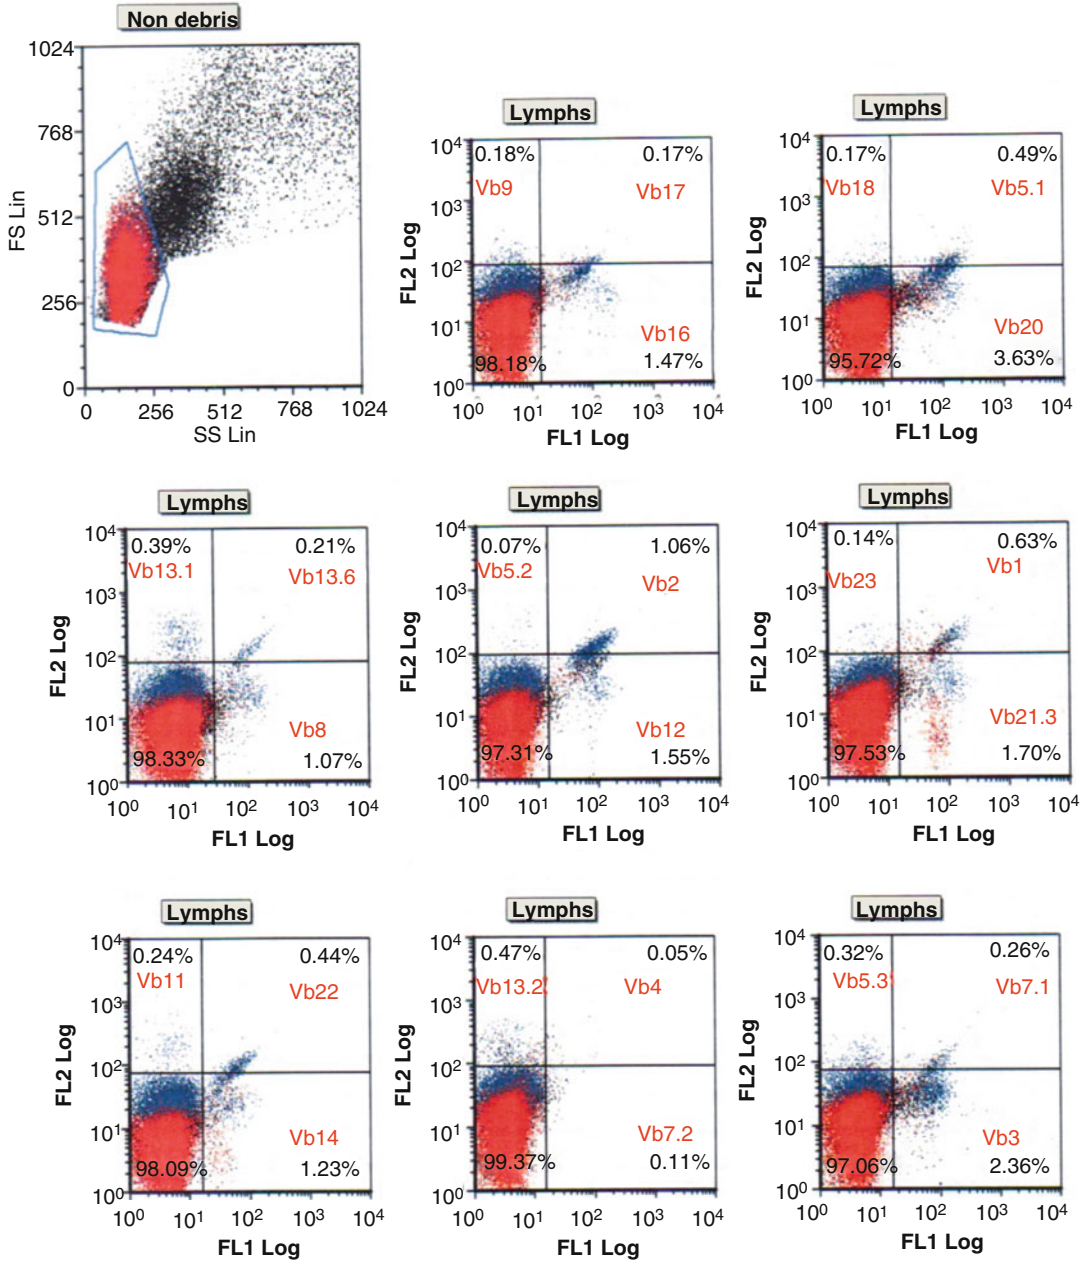 Non debris
1024
768
512
256
0
FS Lin
0 256 512 768 1024
SS Lin
Lymphs
10⁴
10³
10²
10¹
10⁰
FL2 Log
0.18% 0.17%
Vb9 Vb17
Vb16
98.18% 1.47%
10⁰ 10¹ 10² 10³ 10⁴
FL1 Log
Lymphs
10⁴
10³
10²
10¹
10⁰
FL2 Log
0.17% 0.49%
Vb18 Vb5.1
Vb20
95.72% 3.63%
10⁰ 10¹ 10² 10³ 10⁴
FL1 Log
Lymphs
10⁴
10³
10²
10¹
10⁰
FL2 Log
0.39% 0.21%
Vb13.1 Vb13.6
Vb8
98.33% 1.07%
10⁰ 10¹ 10² 10³ 10⁴
FL1 Log
Lymphs
10⁴
10³
10²
10¹
10⁰
FL2 Log
0.07% 1.06%
Vb5.2 Vb2
Vb12
97.31% 1.55%
10⁰ 10¹ 10² 10³ 10⁴
FL1 Log
Lymphs
10⁴
10³
10²
10¹
10⁰
FL2 Log
0.14% 0.63%
Vb23 Vb1
Vb21.3
97.53% 1.70%
10⁰ 10¹ 10² 10³ 10⁴
FL1 Log
Lymphs
10⁴
10³
10²
10¹
10⁰
FL2 Log
0.24% 0.44%
Vb11 Vb22
Vb14
98.09% 1.23%
10⁰ 10¹ 10² 10³ 10⁴
FL1 Log
Lymphs
10⁴
10³
10²
10¹
10⁰
FL2 Log
0.47% 0.05%
Vb13.2 Vb4
Vb7.2
99.37% 0.11%
10⁰ 10¹ 10² 10³ 10⁴
FL1 Log
Lymphs
10⁴
10³
10²
10¹
10⁰
FL2 Log
0.32% 0.26%
Vb5.3 Vb7.1
Vb3
97.06% 2.36%
10⁰ 10¹ 10² 10³ 10⁴
FL1 Log